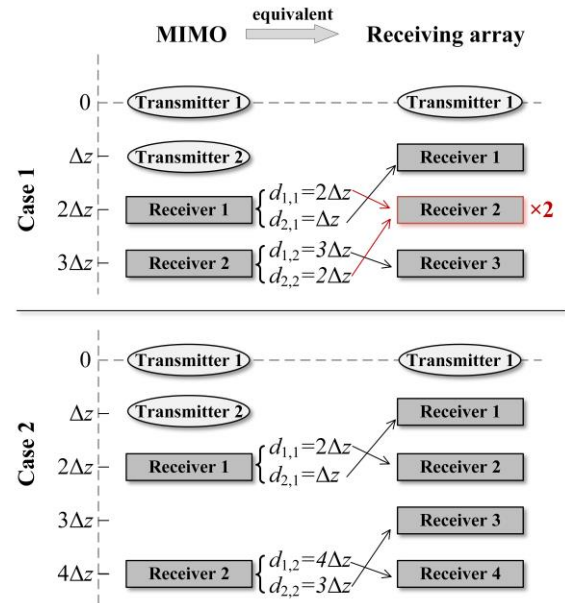 equivalent
MIMO Receiving array
0 Transmitter 1 Transmitter 1
Δz Transmitter 2 Receiver 1
Case 1
2Δz Receiver 1 { d1,1=2Δz Receiver 2 ×2
d2,1=Δz
3Δz Receiver 2 { d1,2=3Δz Receiver 3
d2,2=2Δz
0 Transmitter 1 Transmitter 1
Δz Transmitter 2 Receiver 1
Case 2
2Δz Receiver 1 { d1,1=2Δz Receiver 2
d2,1=Δz
3Δz Receiver 3
4Δz Receiver 2 { d1,2=4Δz Receiver 4
d2,2=3Δz